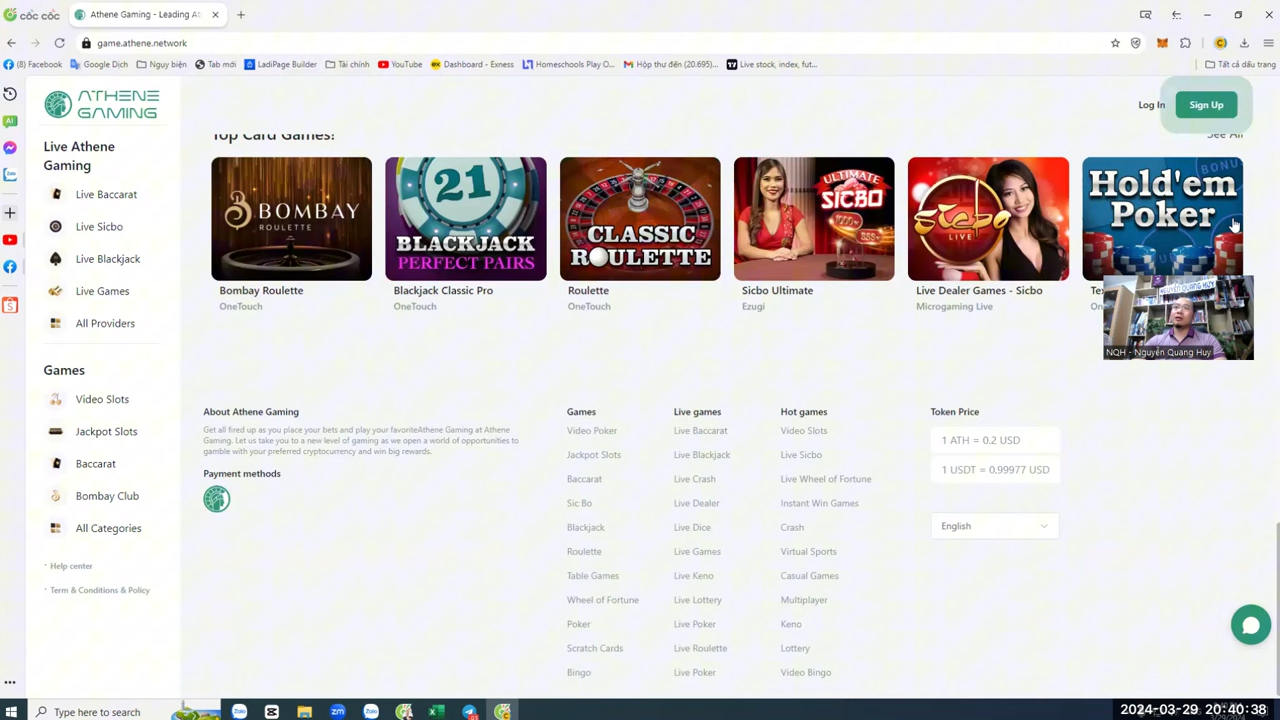 cốc cốc
Athene Gaming - Leading At
game.athene.network
(8) Facebook
Google Dịch
Nguy biện
Tab mới
LadiPage Builder
Tài chính
YouTube
Dashboard - Exness
Homeschools Play O...
Hộp thư đến (20.695)...
Live stock, index, fut...
Tất cả dấu trang
ATHENE
GAMING
Log In
Sign Up
Live Athene
Gaming
Live Baccarat
Live Sicbo
Live Blackjack
Live Games
All Providers
Games
Video Slots
Jackpot Slots
Baccarat
Bombay Club
All Categories
Help center
Term & Conditions & Policy
Top Card Games!
See All
BOMBAY
ROULETTE
21
BLACKJACK
PERFECT PAIRS
CLASSIC
ROULETTE
ULTIMATE
SICBO
1000x
888x
sicbo
LIVE
BONUS
Hold'em
Poker
Bombay Roulette
OneTouch
Blackjack Classic Pro
OneTouch
Roulette
OneTouch
Sicbo Ultimate
Ezugi
Live Dealer Games - Sicbo
Microgaming Live
NGUYỄN QUANG HUY
NQH - Nguyễn Quang Huy
About Athene Gaming
Get all fired up as you place your bets and play your favoriteAthene Gaming at Athene
Gaming. Let us take you to a new level of gaming as we open a world of opportunities to
gamble with your preferred cryptocurrency and win big rewards.
Payment methods
Games
Video Poker
Jackpot Slots
Baccarat
Sic Bo
Blackjack
Roulette
Table Games
Wheel of Fortune
Poker
Scratch Cards
Bingo
Live games
Live Baccarat
Live Blackjack
Live Crash
Live Dealer
Live Dice
Live Games
Live Keno
Live Lottery
Live Poker
Live Roulette
Live Poker
Hot games
Video Slots
Live Sicbo
Live Wheel of Fortune
Instant Win Games
Crash
Virtual Sports
Casual Games
Multiplayer
Keno
Lottery
Video Bingo
Token Price
1 ATH = 0.2 USD
1 USDT = 0.99977 USD
English
Type here to search
2024-03-29 20:40:38